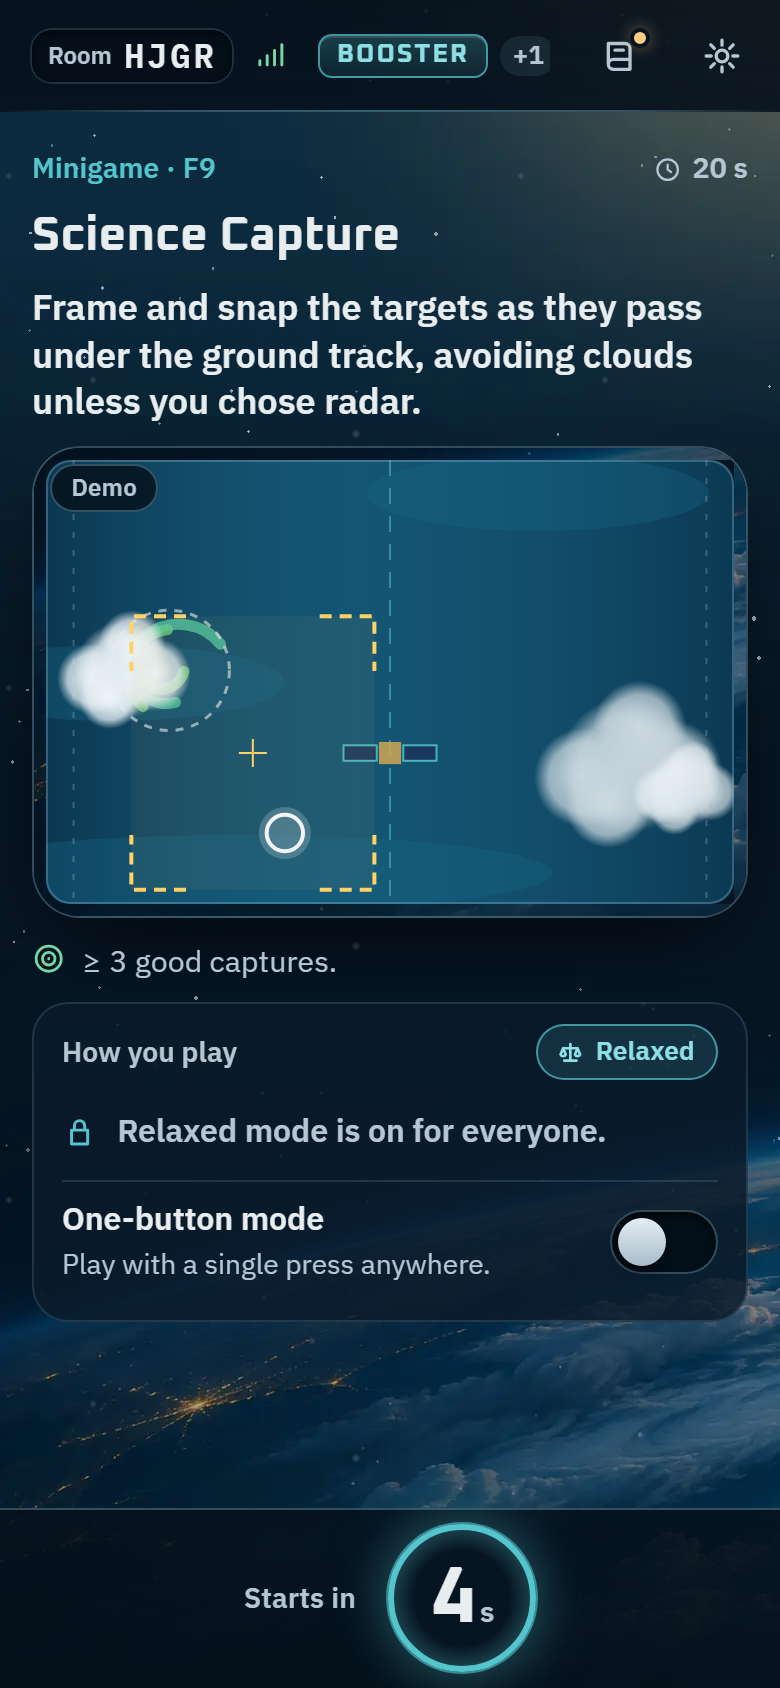 Room HJGR
BOOSTER
+1
Minigame · F9
20 s
Science Capture
Frame and snap the targets as they pass
under the ground track, avoiding clouds
unless you chose radar.
Demo
≥ 3 good captures.
How you play
Relaxed
Relaxed mode is on for everyone.
One-button mode
Play with a single press anywhere.
Starts in
4 s